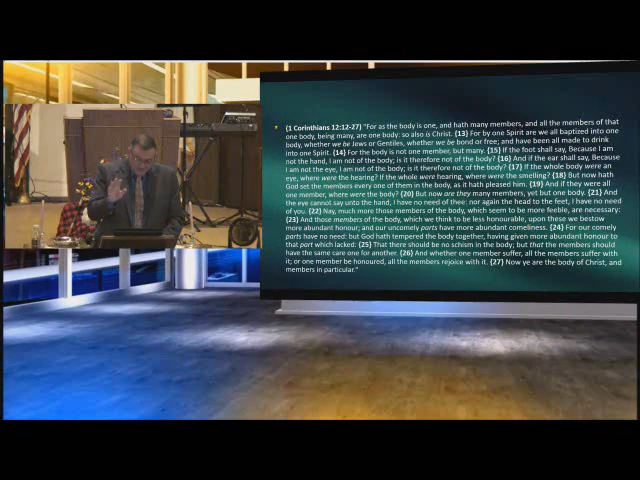 (1 Corinthians 12:12-27) "For as the body is one, and hath many members, and all the members of that
one body, being many, are one body: so also is Christ. (13) For by one Spirit are we all baptized into one
body, whether we be Jews or Gentiles, whether we be bond or free; and have been all made to drink
into one Spirit. (14) For the body is not one member, but many. (15) If the foot shall say, Because I am
not the hand, I am not of the body; is it therefore not of the body? (16) And if the ear shall say, Because
I am not the eye, I am not of the body; is it therefore not of the body? (17) If the whole body were an
eye, where were the hearing? If the whole were hearing, where were the smelling? (18) But now hath
God set the members every one of them in the body, as it hath pleased him. (19) And if they were all
one member, where were the body? (20) But now are they many members, yet but one body. (21) And
the eye cannot say unto the hand, I have no need of thee: nor again the head to the feet, I have no need
of you. (22) Nay, much more those members of the body, which seem to be more feeble, are necessary:
(23) And those members of the body, which we think to be less honourable, upon these we bestow
more abundant honour; and our uncomely parts have more abundant comeliness. (24) For our comely
parts have no need: but God hath tempered the body together, having given more abundant honour to
that part which lacked: (25) That there should be no schism in the body; but that the members should
have the same care one for another. (26) And whether one member suffer, all the members suffer with
it; or one member be honoured, all the members rejoice with it. (27) Now ye are the body of Christ, and
members in particular."